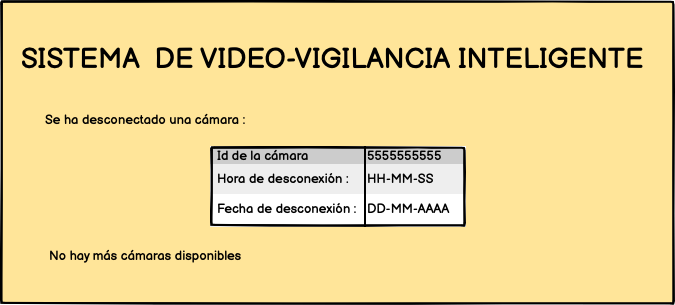 SISTEMA DE VIDEO-VIGILANCIA INTELIGENTE
Se ha desconectado una cámara :
Id de la cámara 5555555555
Hora de desconexión : HH-MM-SS
Fecha de desconexión : DD-MM-AAAA
No hay más cámaras disponibles